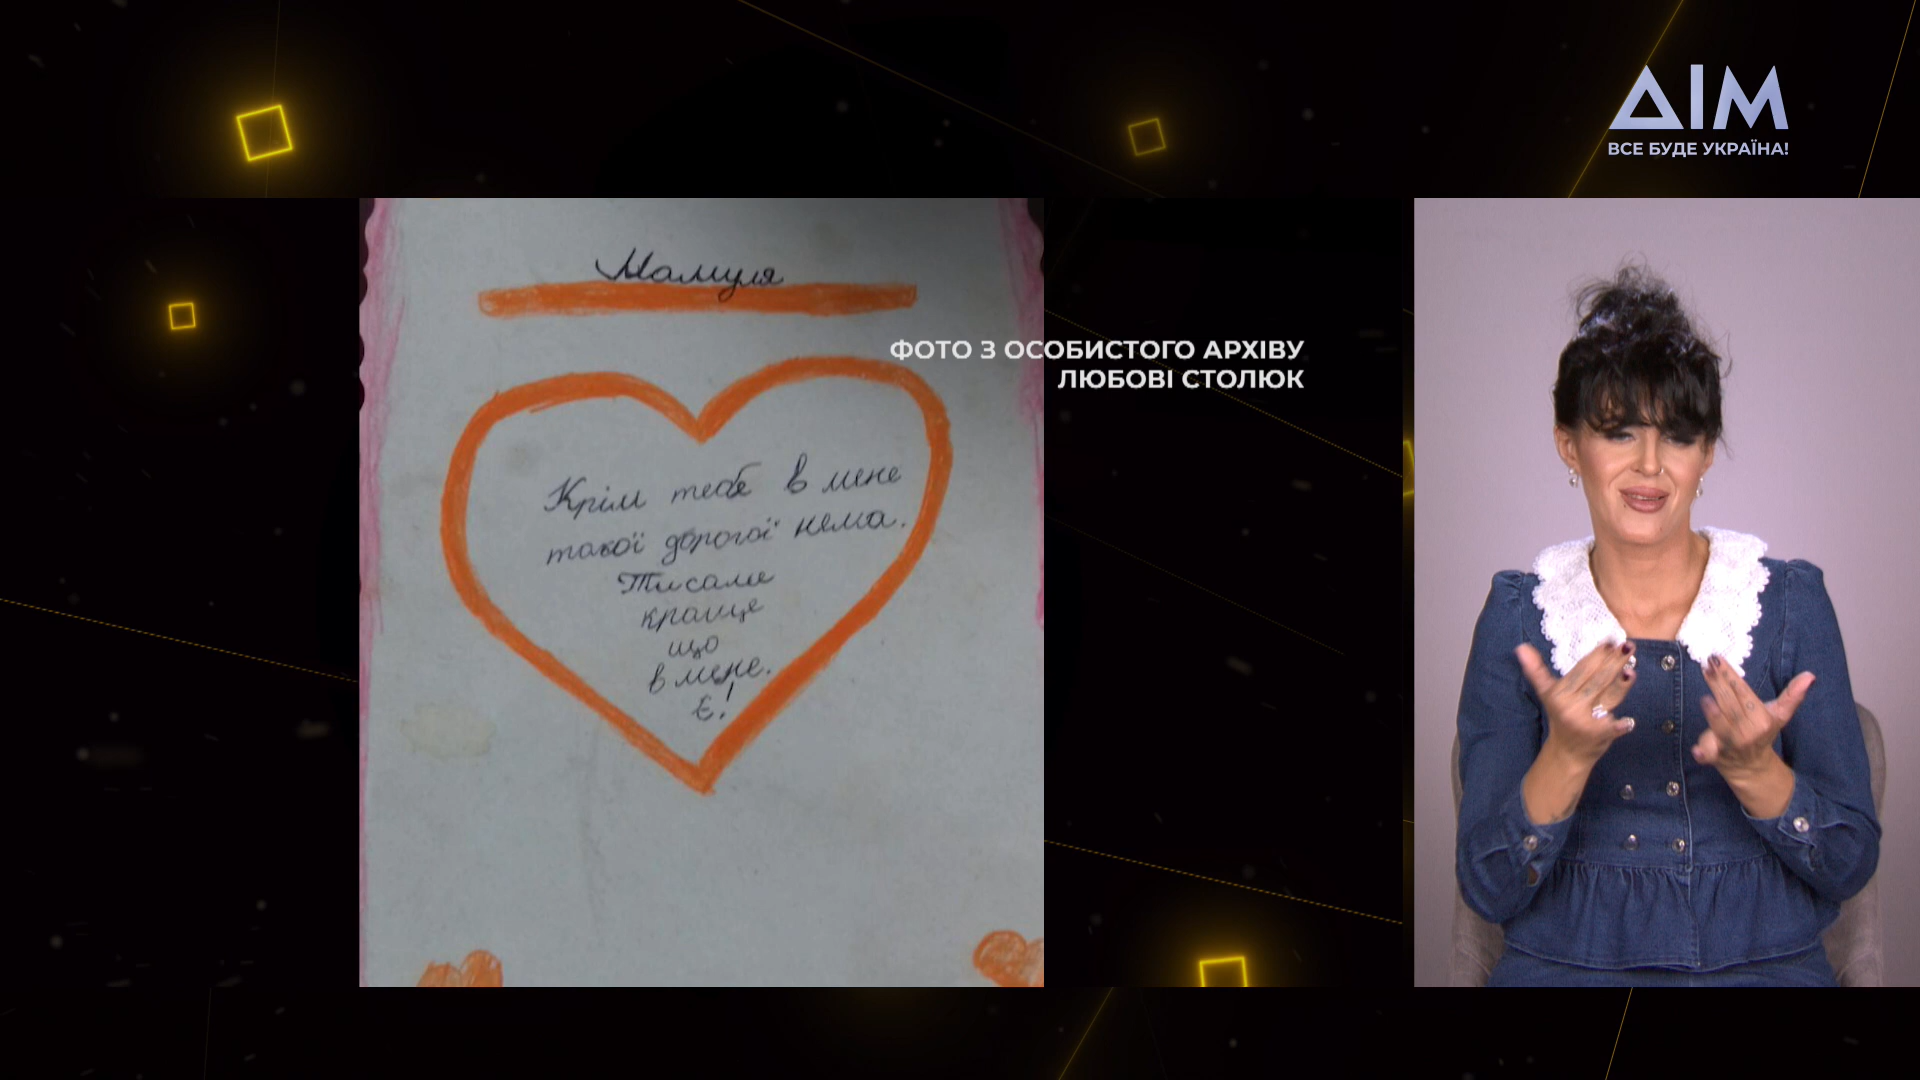 ДІМ
ВСЕ БУДЕ УКРАЇНА!
Мамуля
ФОТО З ОСОБИСТОГО АРХІВУ
ЛЮБОВІ СТОЛЮК
Крім тебе в мене
такої дорогої нема.
Ти саме
краще
що
в мене.
Є!